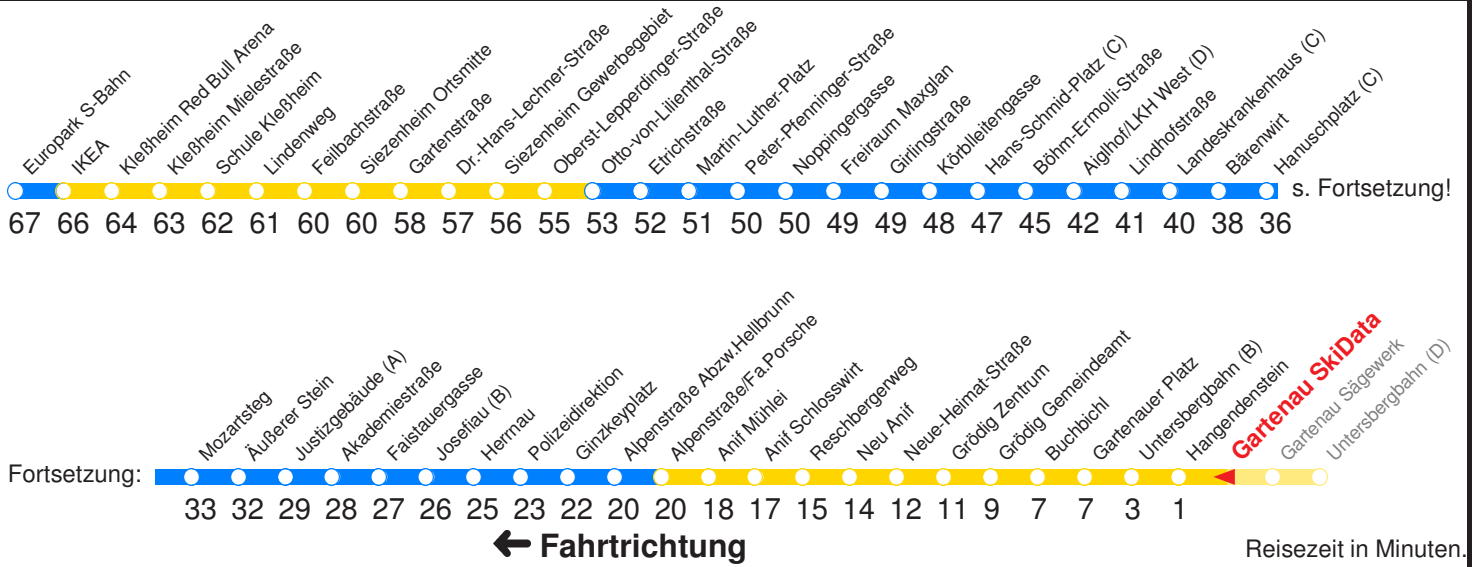 Europark S-Bahn
IKEA
Kleßheim Red Bull Arena
Kleßheim Mielestraße
Schule Kleßheim
Lindenweg
Feilbachstraße
Siezenheim Ortsmitte
Gartenstraße
Dr.-Hans-Lechner-Straße
Siezenheim Gewerbegebiet
Oberst-Lepperdinger-Straße
Otto-von-Lilienthal-Straße
Etrichstraße
Martin-Luther-Platz
Peter-Pfenninger-Straße
Noppingergasse
Freiraum Maxglan
Girlingstraße
Körblleitengasse
Hans-Schmid-Platz (C)
Böhm-Ermolli-Straße
Aiglhof/LKH West (D)
Lindhofstraße
Landeskrankenhaus (C)
Bärenwirt
Hanuschplatz (C)
s. Fortsetzung!
67 66 64 63 62 61 60 60 58 57 56 55 53 52 51 50 50 49 49 48 47 45 42 41 40 38 36
Fortsetzung:
Mozartsteg
Äußerer Stein
Justizgebäude (A)
Akademiestraße
Faistauergasse
Josefiau (B)
Herrnau
Polizeidirektion
Ginzkeyplatz
Alpenstraße Abzw.Hellbrunn
Alpenstraße/Fa.Porsche
Anif Mühlei
Anif Schlosswirt
Reschbergerweg
Neu Anif
Neue-Heimat-Straße
Grödig Zentrum
Grödig Gemeindeamt
Buchbichl
Gartenauer Platz
Untersbergbahn (B)
Hangendenstein
Gartenau SkiData
Gartenau Sägewerk
Untersbergbahn (D)
33 32 29 28 27 26 25 23 22 20 20 18 17 15 14 12 11 9 7 7 3 1
← Fahrtrichtung
Reisezeit in Minuten.